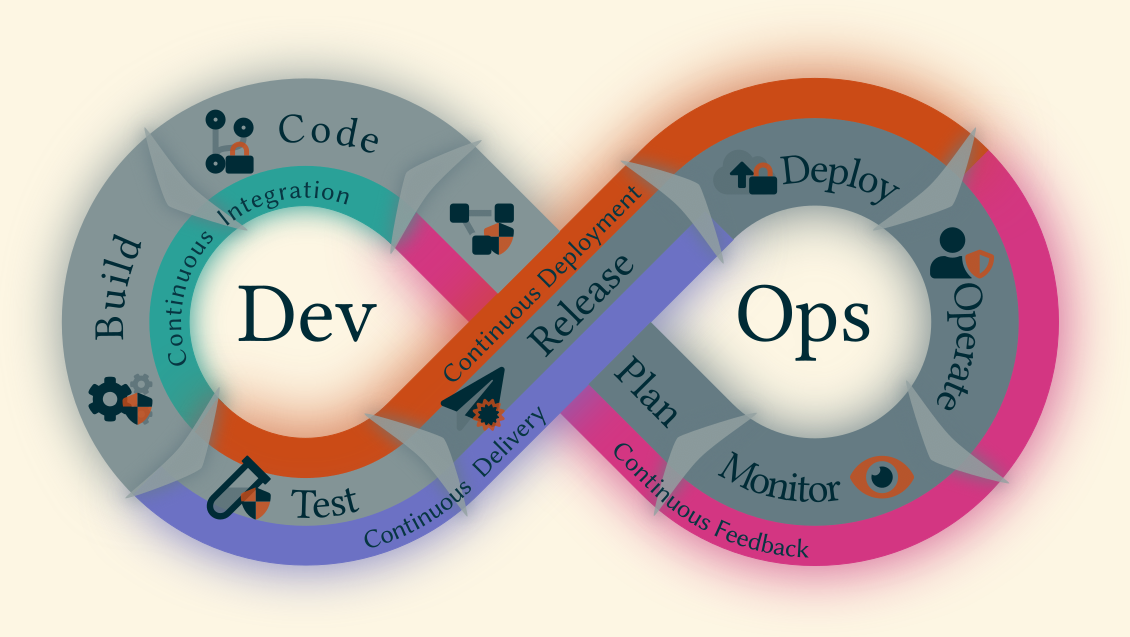 Code
Continuous Integration
Build
Dev
Test
Continuous Deployment
Release
Continuous Delivery
Deploy
Ops
Operate
Plan
Monitor
Continuous Feedback